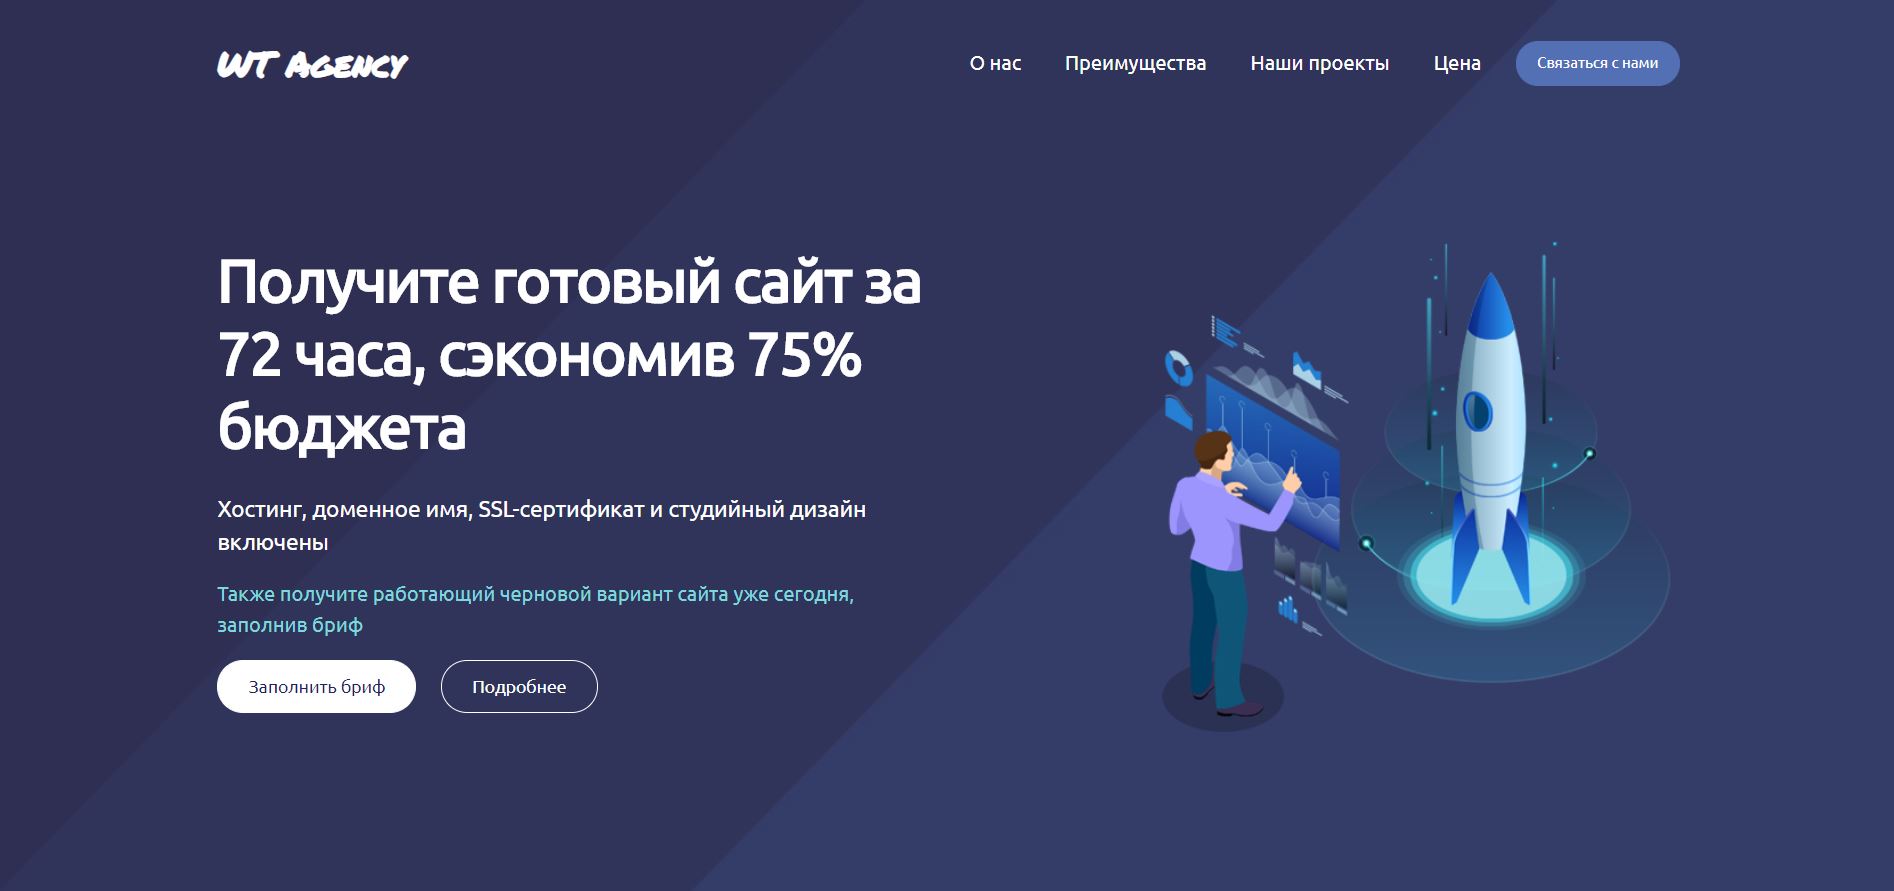 WT Agency
О нас
Преимущества
Наши проекты
Цена
Связаться с нами
Получите готовый сайт за
72 часа, сэкономив 75%
бюджета
Хостинг, доменное имя, SSL-сертификат и студийный дизайн
включены
Также получите работающий черновой вариант сайта уже сегодня,
заполнив бриф
Заполнить бриф
Подробнее